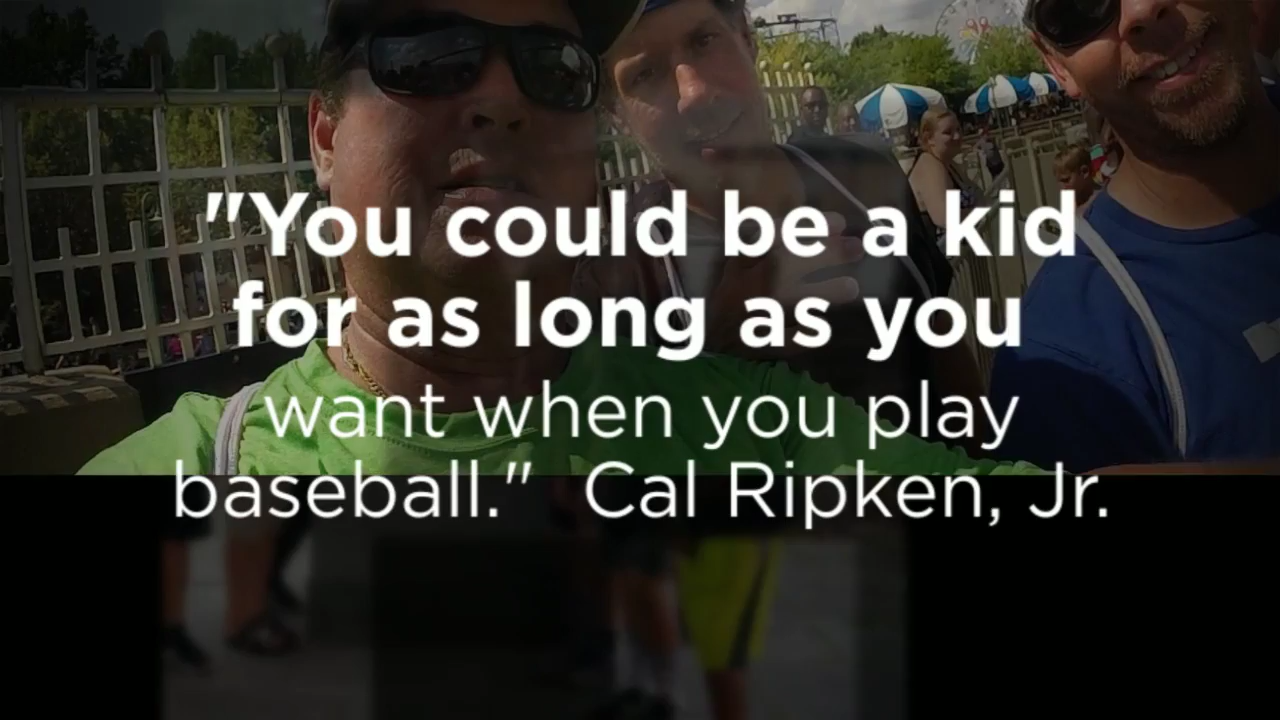 "You could be a kid
for as long as you
want when you play
baseball."  Cal Ripken, Jr.